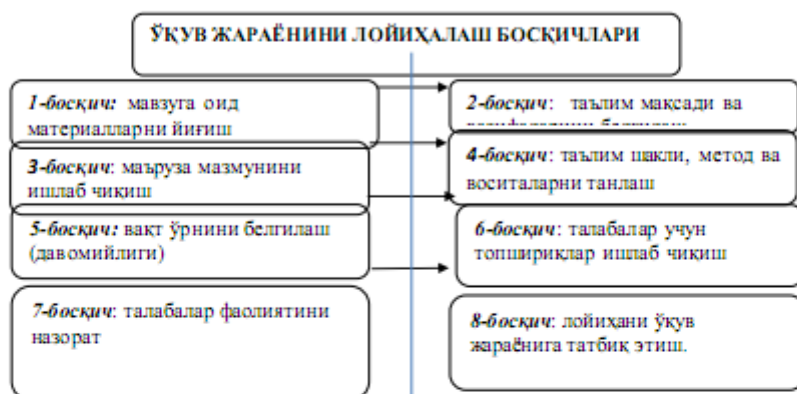 ЎҚУВ ЖАРАЁНИНИ ЛОЙИҲАЛАШ БОСҚИЧЛАРИ
1-босқич: мавзуга оид
материалларни йиғиш
2-босқич: таълим мақсади ва
3-босқич: маъруза мазмунини
ишлаб чиқиш
4-босқич: таълим шакли, метод ва
воситаларни танлаш
5-босқич: вақт ўрнини белгилаш
(давомийлиги)
6-босқич: талабалар учун
топшириқлар ишлаб чиқиш
7-босқич: талабалар фаолиятини
назорат
8-босқич: лойиҳани ўқув
жараёнига татбиқ этиш.